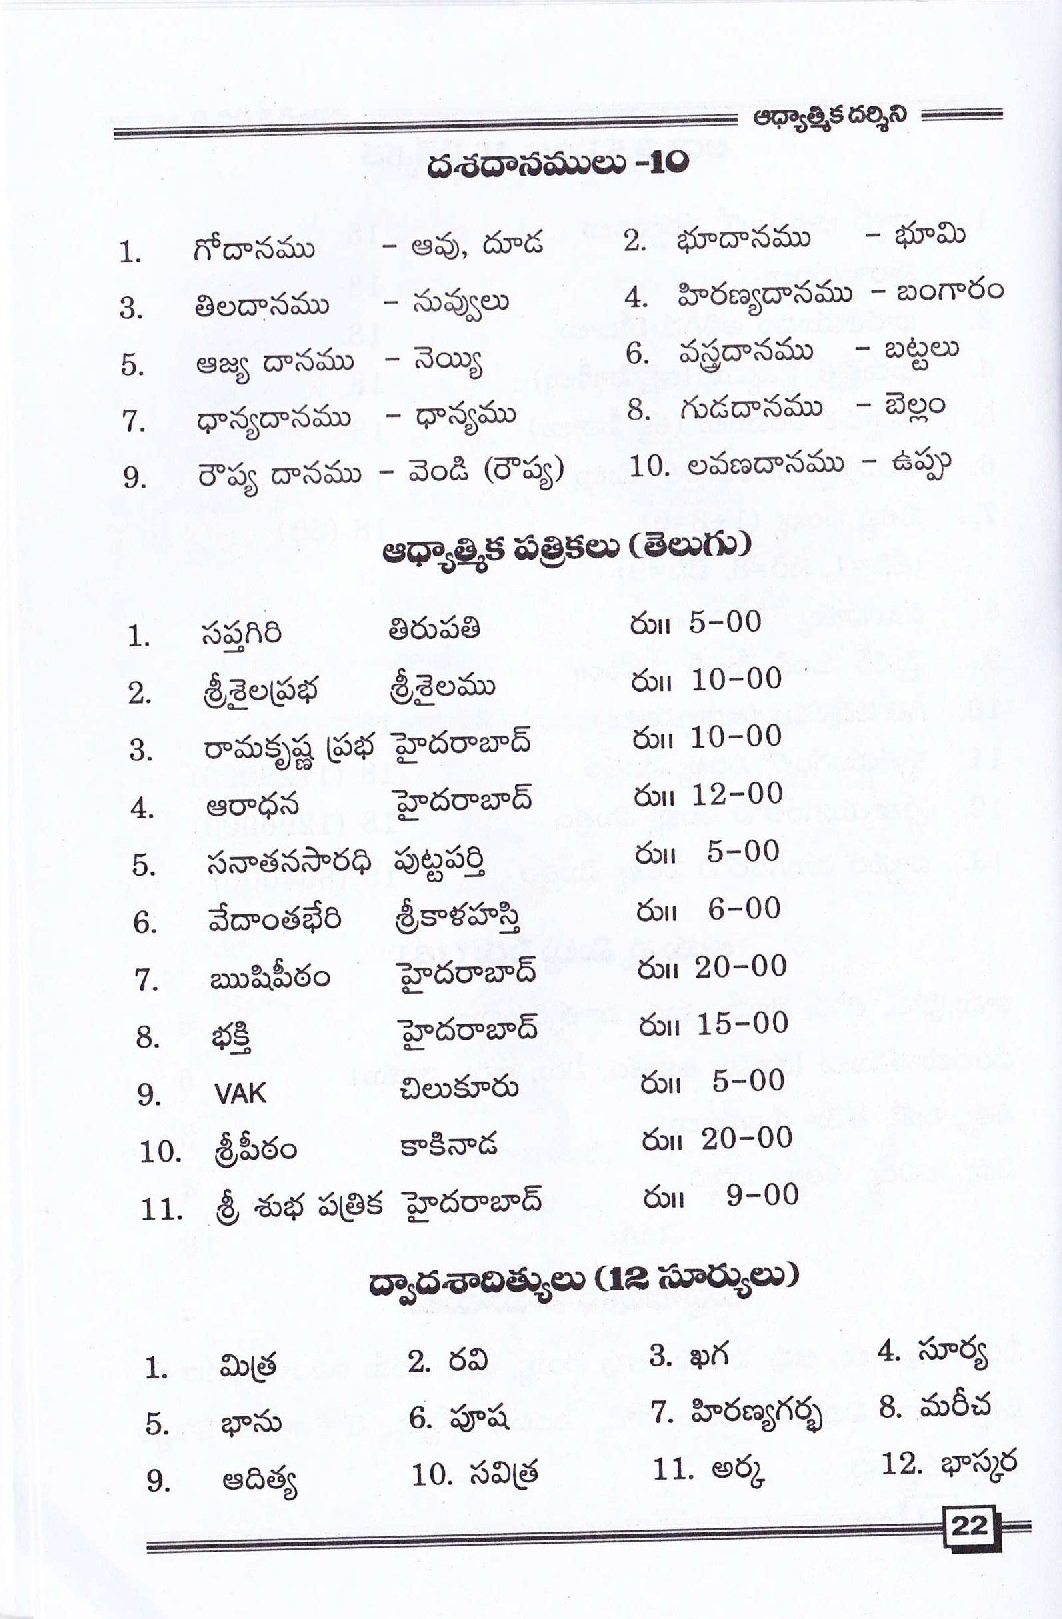 ఆధ్యాత్మిక దర్శిని
దశదానములు -10
1. గోదానము - ఆవు, దూడ 2. భూదానము - భూమి
3. తిలదానము - నువ్వులు 4. హిరణ్యదానము - బంగారం
5. ఆజ్య దానము - నెయ్యి 6. వస్త్రదానము - బట్టలు
7. ధాన్యదానము - ధాన్యము 8. గుడదానము - బెల్లం
9. రౌప్య దానము - వెండి (రౌప్య) 10. లవణదానము - ఉప్పు
ఆధ్యాత్మిక పత్రికలు (తెలుగు)
1. సప్తగిరి తిరుపతి రు॥ 5-00
2. శ్రీశైలప్రభ శ్రీశైలము రు॥ 10-00
3. రామకృష్ణ ప్రభ హైదరాబాద్ రు॥ 10-00
4. ఆరాధన హైదరాబాద్ రు॥ 12-00
5. సనాతనసారధి పుట్టపర్తి రు॥ 5-00
6. వేదాంతభేరి శ్రీకాళహస్తి రు॥ 6-00
7. ఋషిపీఠం హైదరాబాద్ రు॥ 20-00
8. భక్తి హైదరాబాద్ రు॥ 15-00
9. VAK చిలుకూరు రు॥ 5-00
10. శ్రీపీఠం కాకినాడ రు॥ 20-00
11. శ్రీ శుభ పత్రిక హైదరాబాద్ రు॥ 9-00
ద్వాదశాదిత్యులు (12 సూర్యులు)
1. మిత్ర 2. రవి 3. ఖగ 4. సూర్య
5. భాను 6. పూష 7. హిరణ్యగర్భ 8. మరీచ
9. ఆదిత్య 10. సవిత్ర 11. అర్క 12. భాస్కర
22